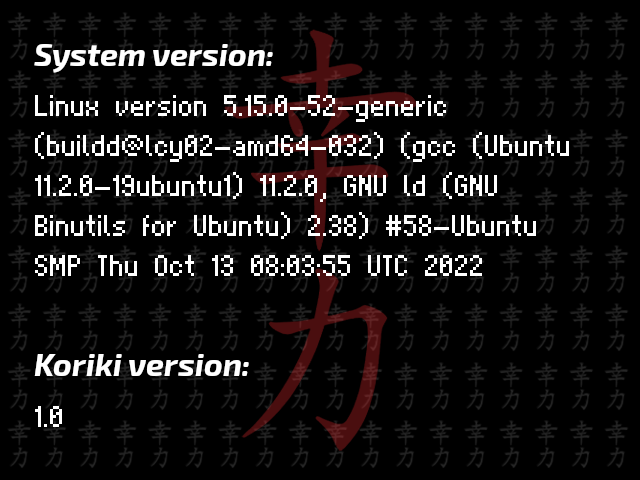 System version:
Linux version 5.15.0-52-generic
(buildd@lcy02-amd64-032) (gcc (Ubuntu
11.2.0-19ubuntu1) 11.2.0, GNU ld (GNU
Binutils for Ubuntu) 2.38) #58-Ubuntu
SMP Thu Oct 13 08:03:55 UTC 2022
Koriki version:
1.0
幸
力